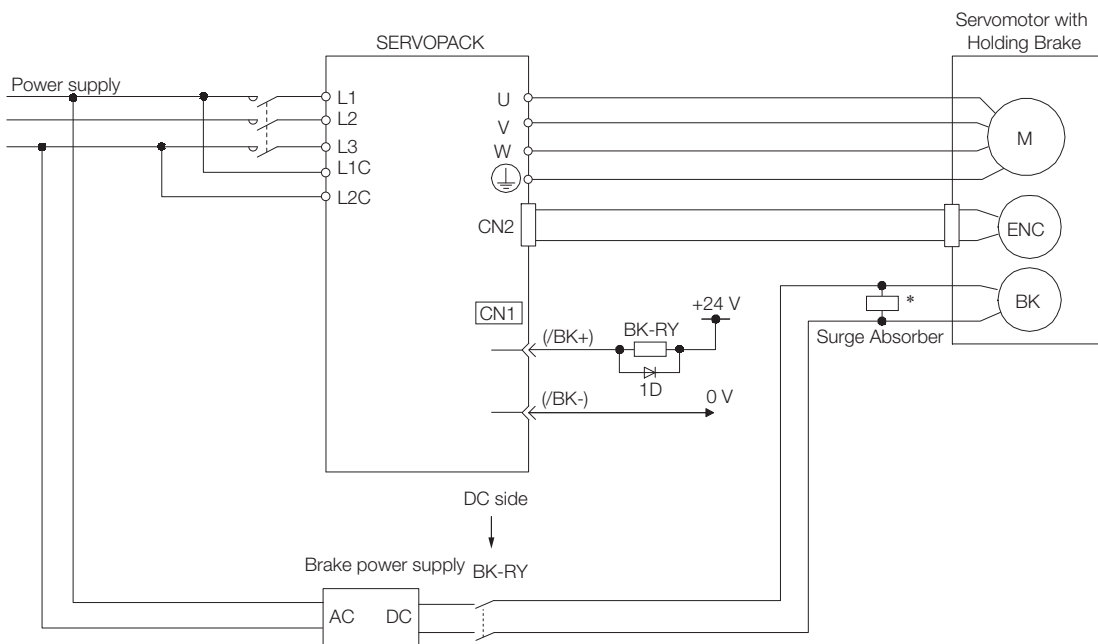 Servomotor with
Holding Brake
SERVOPACK
Power supply
L1
L2
L3
L1C
L2C
U
V
W
M
CN2
ENC
CN1
+24 V
BK-RY
(/BK+)
1D
(/BK-)
0 V
*
BK
Surge Absorber
DC side
Brake power supply
BK-RY
AC
DC